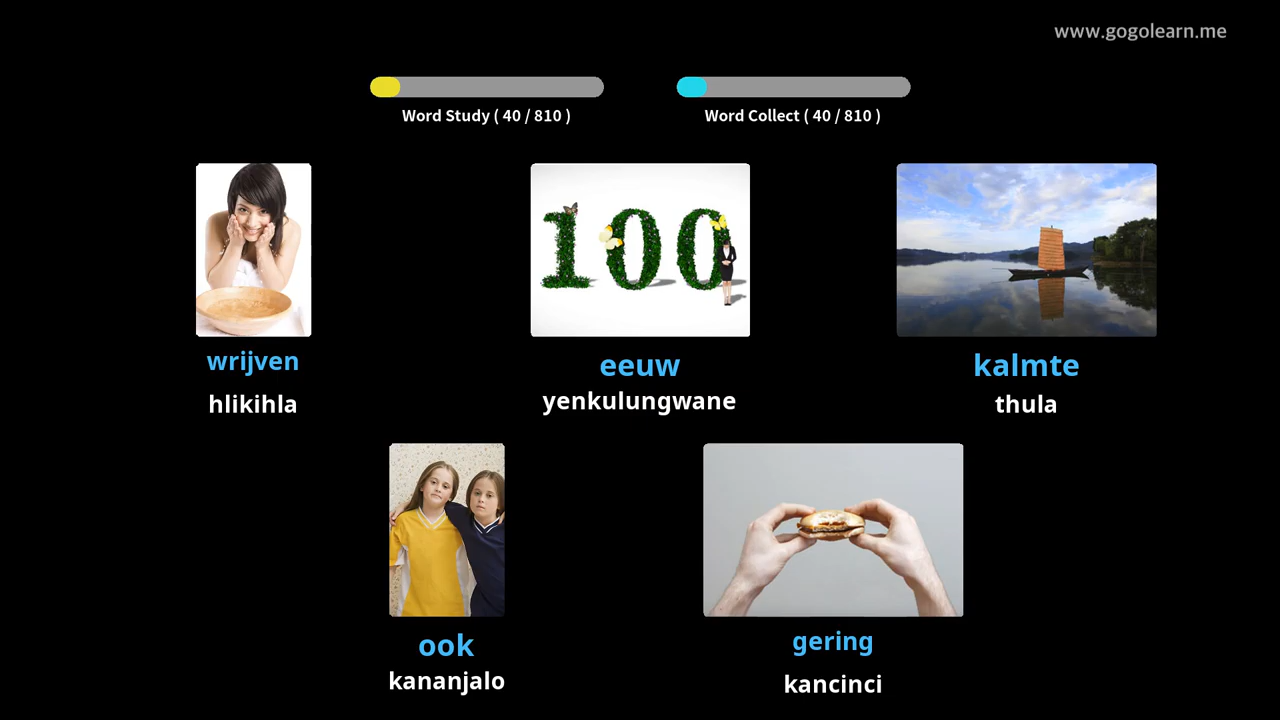 www.gogolearn.me
Word Study ( 40 / 810 )
Word Collect ( 40 / 810 )
wrijven
hlikihla
eeuw
yenkulungwane
kalmte
thula
ook
kananjalo
gering
kancinci